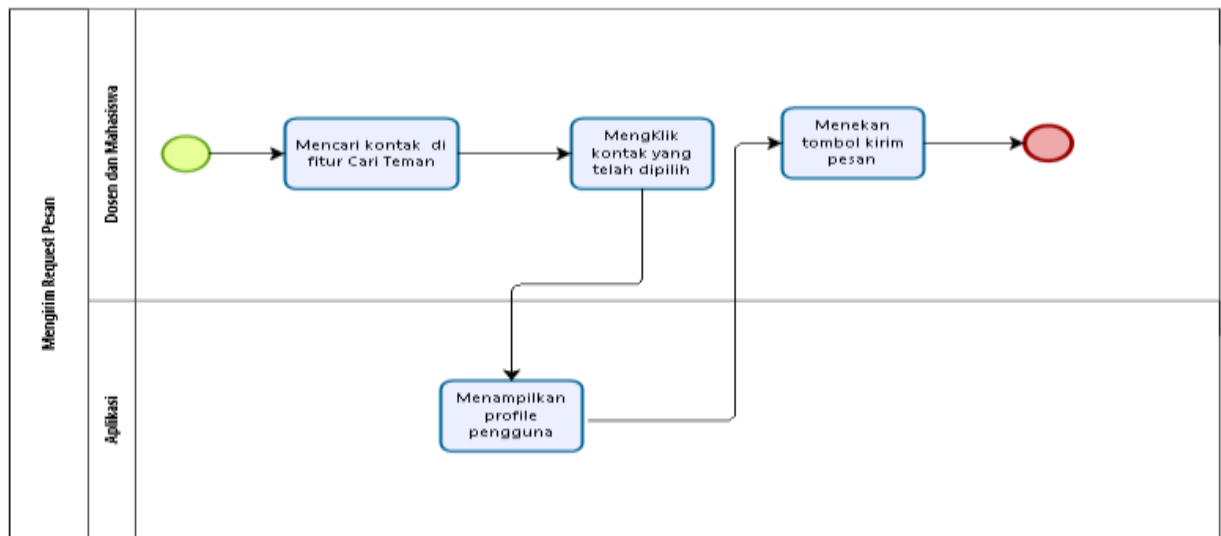 Mengirim Request Pesan
Dosen dan Mahasiswa
Mencari kontak di
fitur Cari Teman
MengKlik
kontak yang
telah dipilih
Menekan
tombol kirim
pesan
Aplikasi
Menampilkan
profile
pengguna